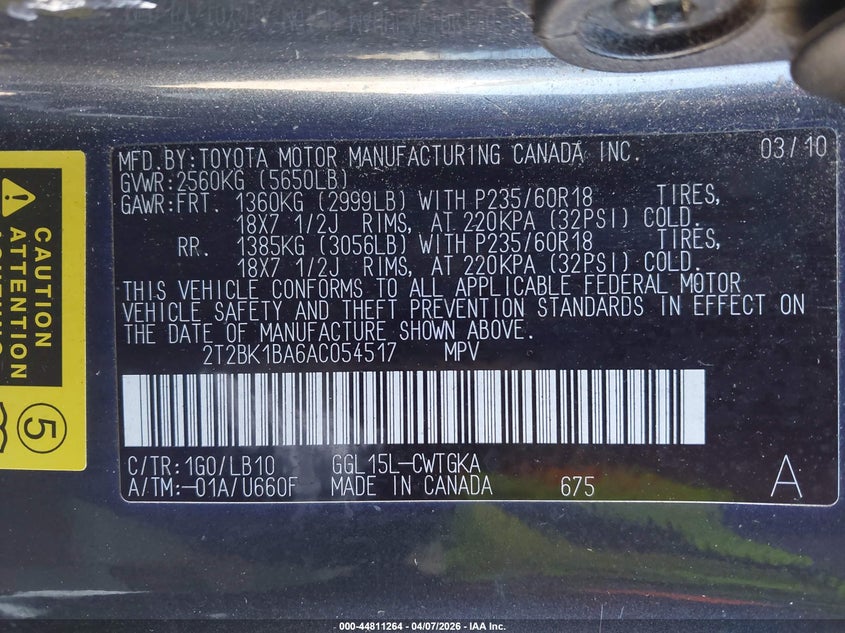 MFD.BY:TOYOTA MOTOR MANUFACTURING CANADA INC. 03/10
GVWR:2560KG (5650LB)
GAWR:FRT. 1360KG (2999LB) WITH P235/60R18 TIRES,
18X7 1/2J RIMS, AT 220KPA (32PSI) COLD.
RR. 1385KG (3056LB) WITH P235/60R18 TIRES,
18X7 1/2J RIMS, AT 220KPA (32PSI) COLD.
THIS VEHICLE CONFORMS TO ALL APPLICABLE FEDERAL MOTOR
VEHICLE SAFETY AND THEFT PREVENTION STANDARDS IN EFFECT ON
THE DATE OF MANUFACTURE SHOWN ABOVE.
2T2BK1BA6AC054517 MPV
C/TR:1G0/LB10 GGL15L-CWTGKA
A/TM:-01A/U660F MADE IN CANADA 675 A
CAUTION
ATTENTION
5
000-44811264 - 04/07/2026 - IAA Inc.